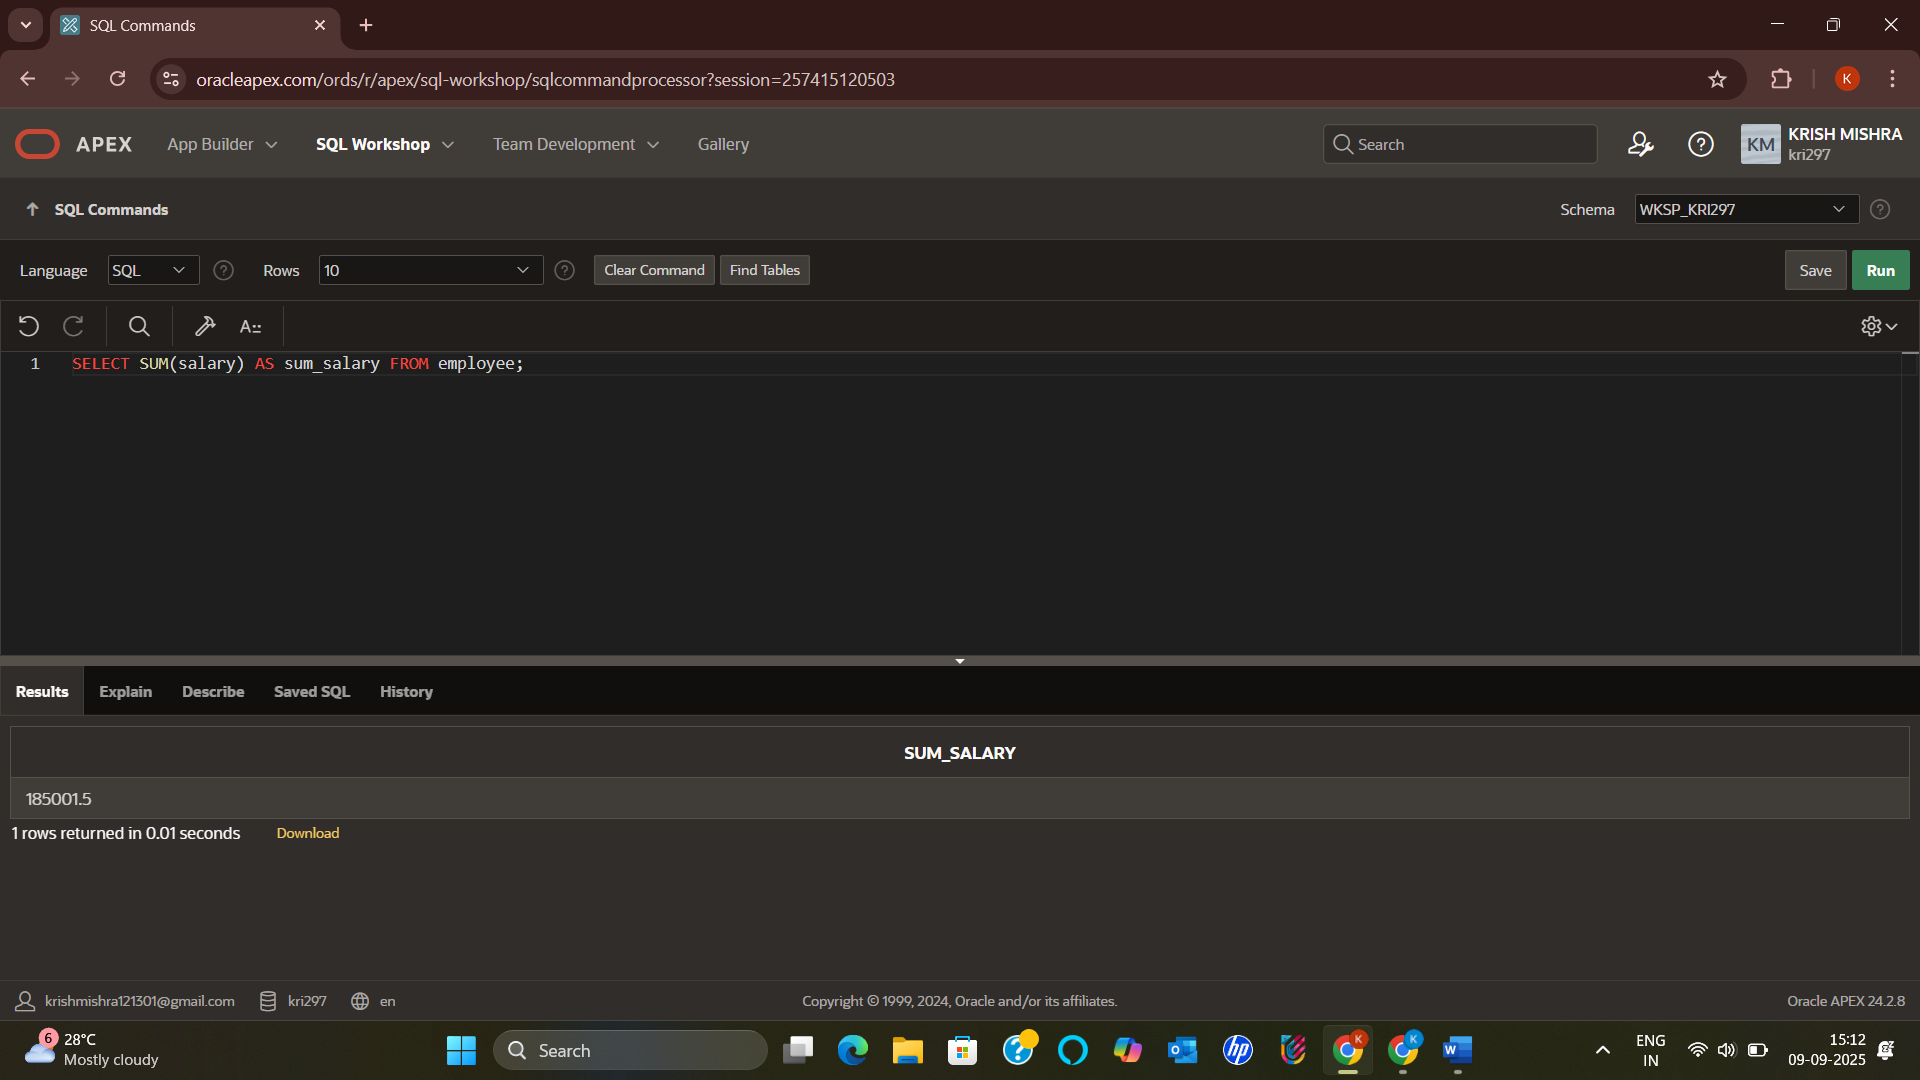 SQL Commands
oracleapex.com/ords/r/apex/sql-workshop/sqlcommandprocessor?session=257415120503
K
APEX App Builder SQL Workshop Team Development Gallery Search KM KRISH MISHRA
kri297
SQL Commands Schema WKSP_KRI297
Language SQL Rows 10 Clear Command Find Tables Save Run
1 SELECT SUM(salary) AS sum_salary FROM employee;
Results Explain Describe Saved SQL History
SUM_SALARY
185001.5
1 rows returned in 0.01 seconds Download
krishmishra121301@gmail.com kri297 en Copyright © 1999, 2024, Oracle and/or its affiliates. Oracle APEX 24.2.8
6 28°C
Mostly cloudy
Search
hp
K
K
W
ENG
IN
15:12
09-09-2025